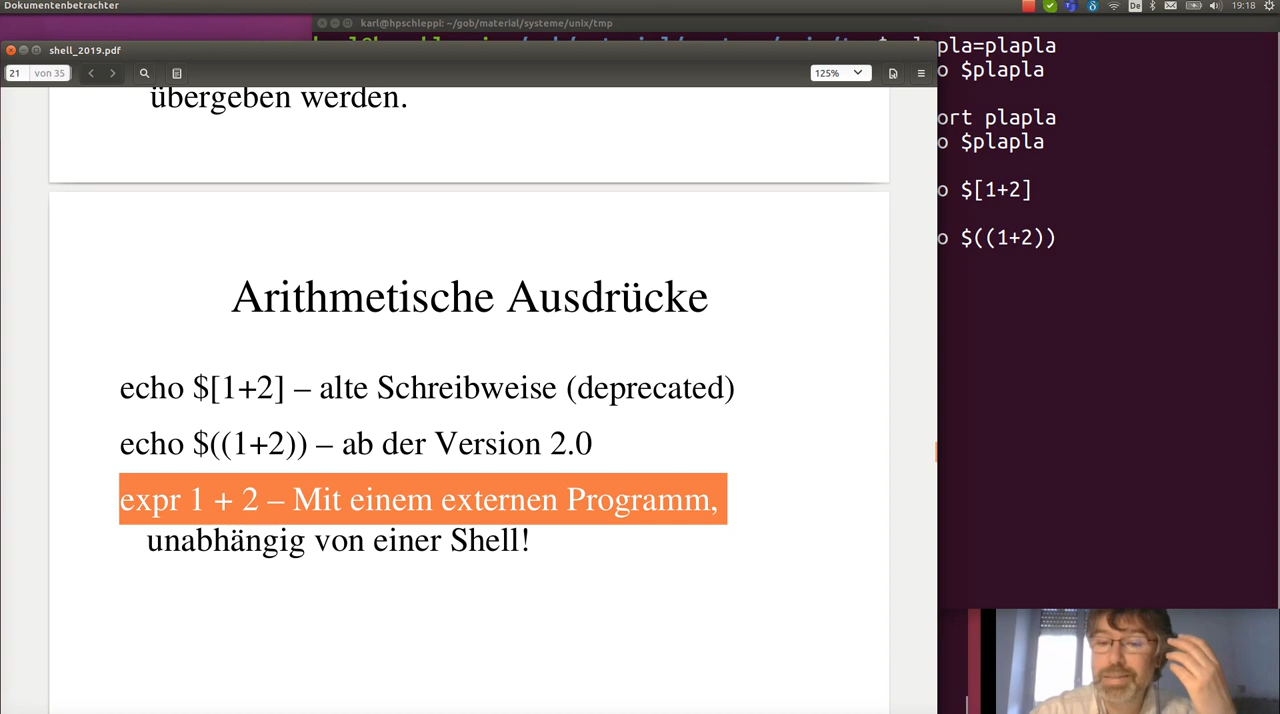 Dokumentenbetrachter
De
19:18
karl@hpschleppi: ~/gob/material/systeme/unix/tmp
shell_2019.pdf
21 von 35
125%
pla=plapla
o $plapla
ort plapla
o $plapla
o $[1+2]
o $((1+2))
übergeben werden.
Arithmetische Ausdrücke
echo $[1+2] – alte Schreibweise (deprecated)
echo $((1+2)) – ab der Version 2.0
expr 1 + 2 – Mit einem externen Programm,
unabhängig von einer Shell!